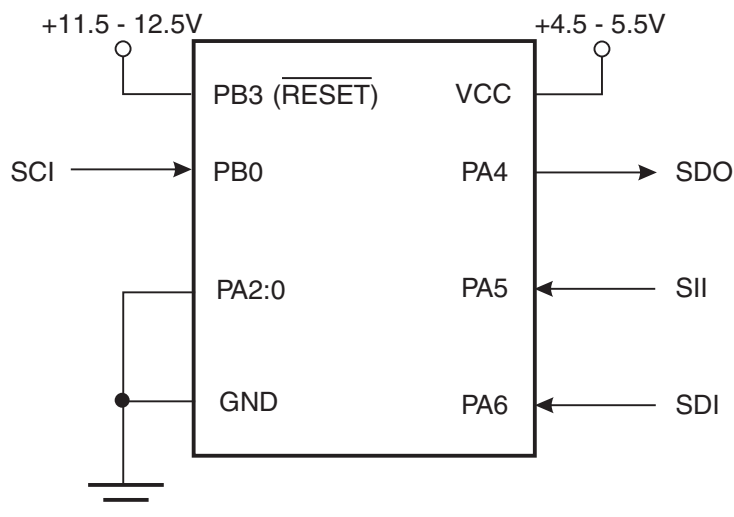 +11.5 - 12.5V
+4.5 - 5.5V
PB3 (RESET)
VCC
SCI
PB0
PA4
SDO
PA2:0
PA5
SII
GND
PA6
SDI